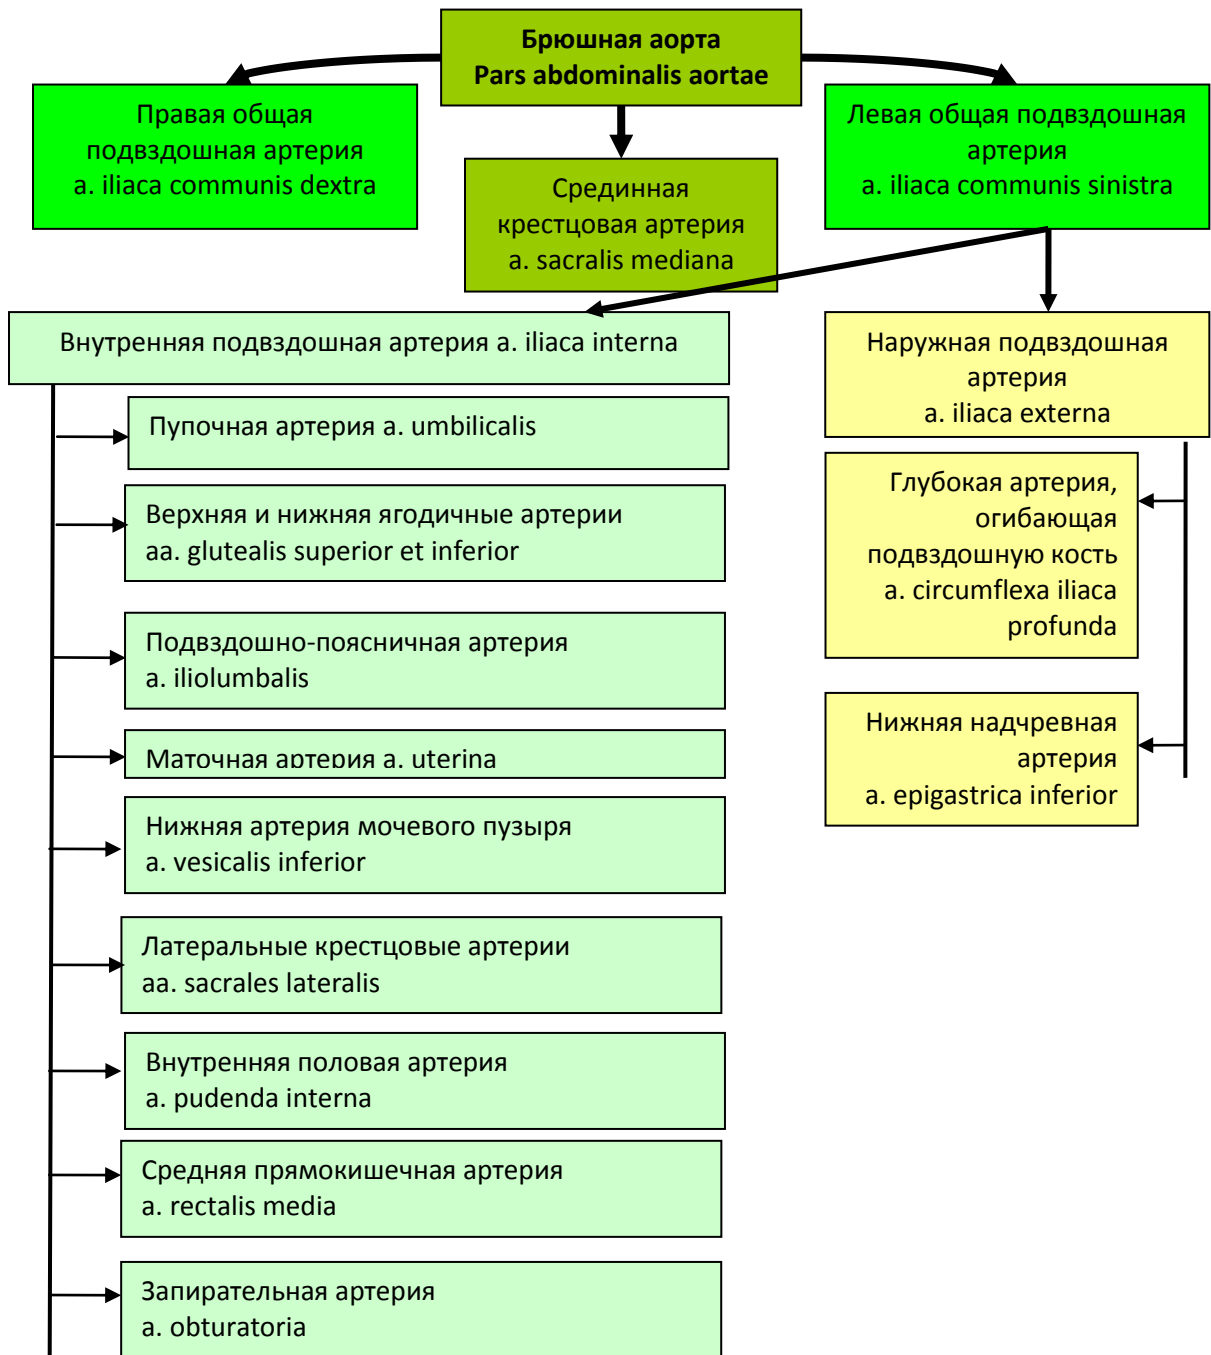 Брюшная аорта
Pars abdominalis aortae
Правая общая
подвздошная артерия
a. iliaca communis dextra
Левая общая подвздошная
артерия
a. iliaca communis sinistra
Срединная
крестцовая артерия
a. sacralis mediana
Внутренняя подвздошная артерия a. iliaca interna
Пупочная артерия a. umbilicalis
Верхняя и нижняя ягодичные артерии
aa. glutealis superior et inferior
Подвздошно-поясничная артерия
a. iliolumbalis
Маточная артерия a. uterina
Нижняя артерия мочевого пузыря
a. vesicalis inferior
Латеральные крестцовые артерии
aa. sacrales lateralis
Внутренняя половая артерия
a. pudenda interna
Средняя прямокишечная артерия
a. rectalis media
Запирательная артерия
a. obturatoria
Наружная подвздошная
артерия
a. iliaca externa
Глубокая артерия,
огибающая
подвздошную кость
a. circumflexa iliaca
profunda
Нижняя надчревная
артерия
a. epigastrica inferior